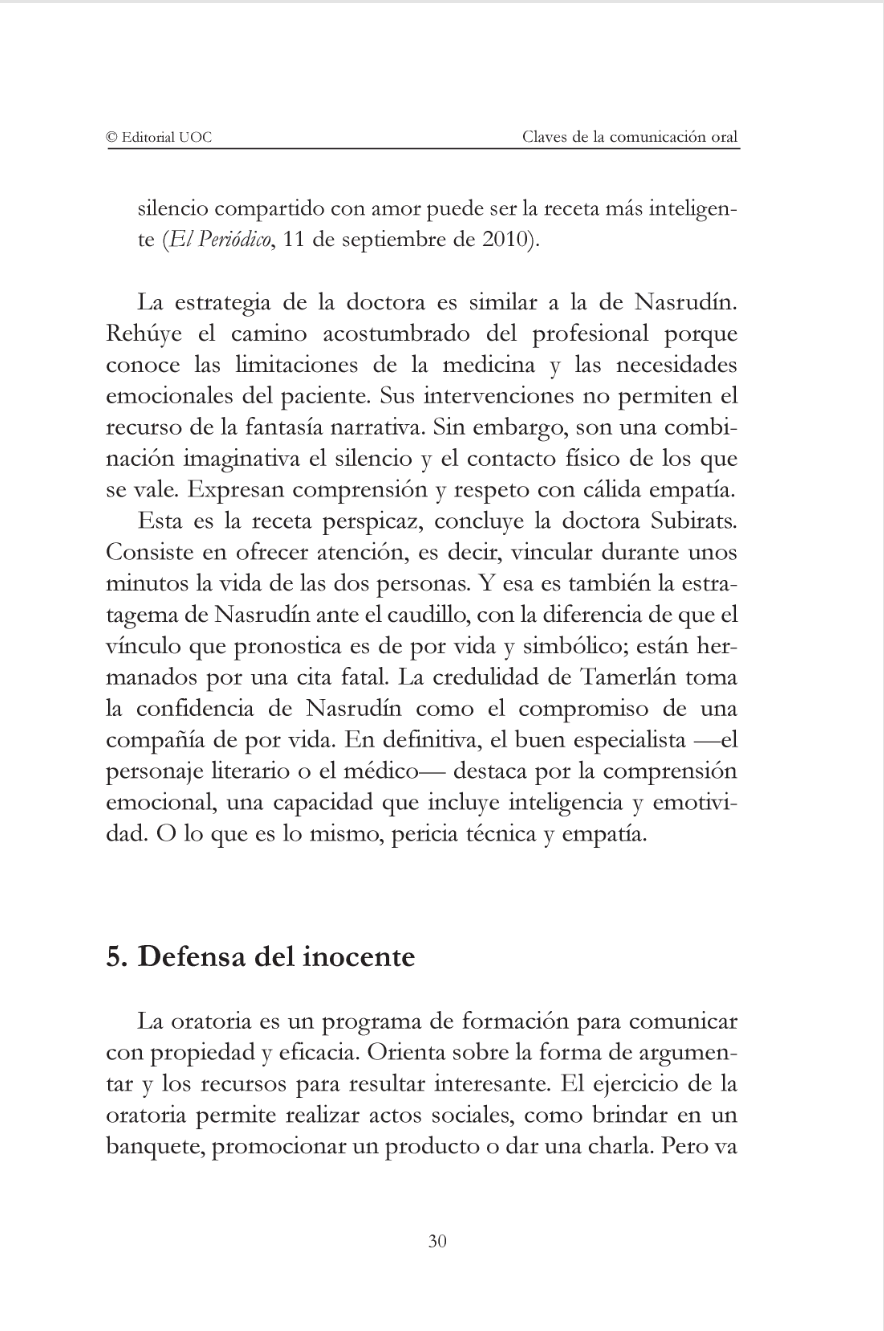 © Editorial UOC Claves de la comunicación oral
silencio compartido con amor puede ser la receta más inteligen-
te (El Periódico, 11 de septiembre de 2010).
La estrategia de la doctora es similar a la de Nasrudín.
Rehúye el camino acostumbrado del profesional porque
conoce las limitaciones de la medicina y las necesidades
emocionales del paciente. Sus intervenciones no permiten el
recurso de la fantasía narrativa. Sin embargo, son una combi-
nación imaginativa el silencio y el contacto físico de los que
se vale. Expresan comprensión y respeto con cálida empatía.
Esta es la receta perspicaz, concluye la doctora Subirats.
Consiste en ofrecer atención, es decir, vincular durante unos
minutos la vida de las dos personas. Y esa es también la estra-
tagema de Nasrudín ante el caudillo, con la diferencia de que el
vínculo que pronostica es de por vida y simbólico; están her-
manados por una cita fatal. La credulidad de Tamerlán toma
la confidencia de Nasrudín como el compromiso de una
compañía de por vida. En definitiva, el buen especialista —el
personaje literario o el médico— destaca por la comprensión
emocional, una capacidad que incluye inteligencia y emotivi-
dad. O lo que es lo mismo, pericia técnica y empatía.
5. Defensa del inocente
La oratoria es un programa de formación para comunicar
con propiedad y eficacia. Orienta sobre la forma de argumen-
tar y los recursos para resultar interesante. El ejercicio de la
oratoria permite realizar actos sociales, como brindar en un
banquete, promocionar un producto o dar una charla. Pero va
30